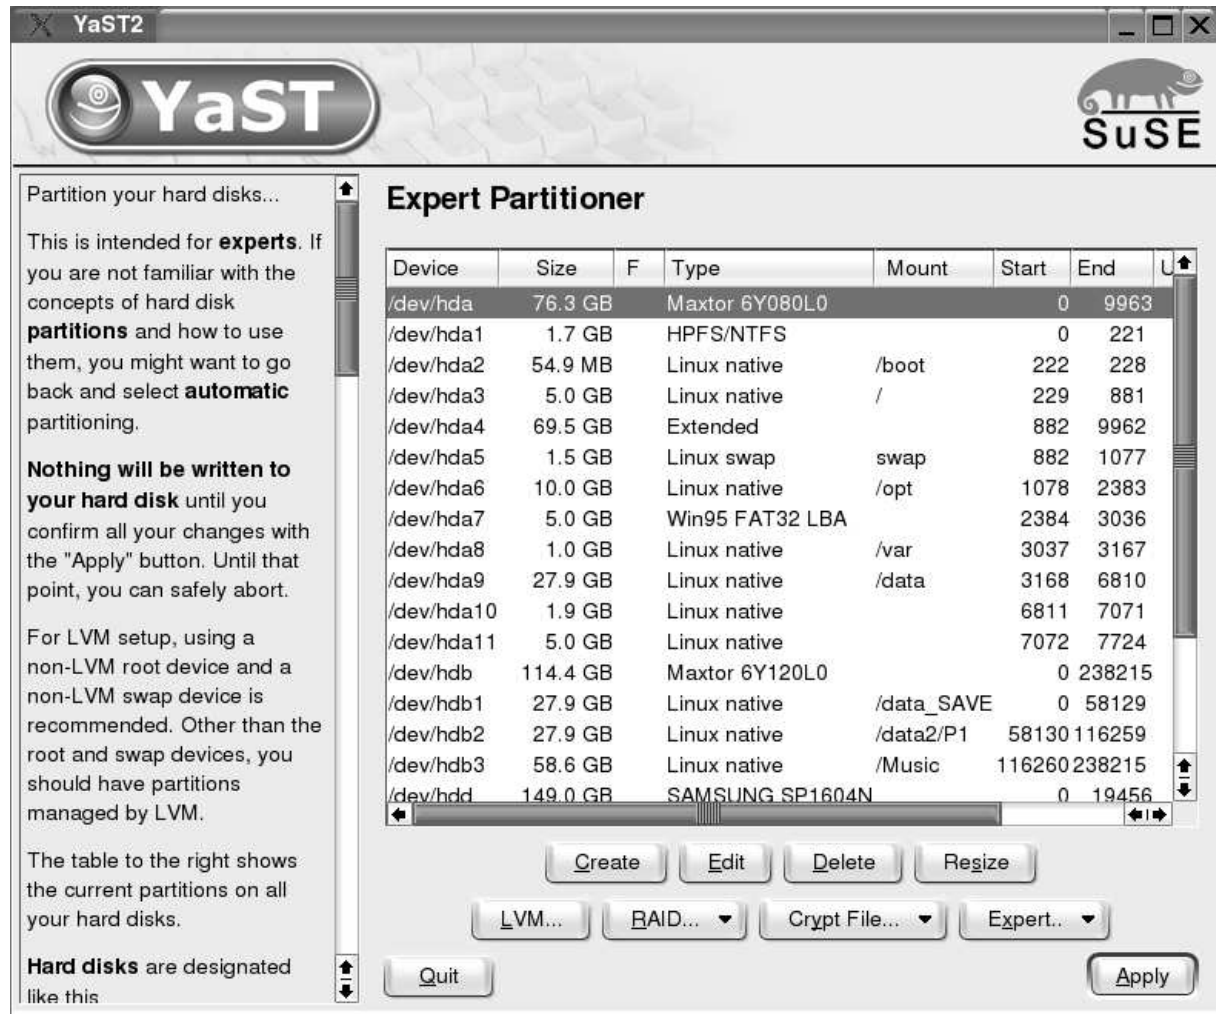 YaST2
YaST
SuSE
Partition your hard disks...
This is intended for experts. If
you are not familiar with the
concepts of hard disk
partitions and how to use
them, you might want to go
back and select automatic
partitioning.
Nothing will be written to
your hard disk until you
confirm all your changes with
the "Apply" button. Until that
point, you can safely abort.
For LVM setup, using a
non-LVM root device and a
non-LVM swap device is
recommended. Other than the
root and swap devices, you
should have partitions
managed by LVM.
The table to the right shows
the current partitions on all
your hard disks.
Hard disks are designated
like this
Expert Partitioner
Device Size F Type Mount Start End U
/dev/hda 76.3 GB Maxtor 6Y080L0 0 9963
/dev/hda1 1.7 GB HPFS/NTFS 0 221
/dev/hda2 54.9 MB Linux native /boot 222 228
/dev/hda3 5.0 GB Linux native / 229 881
/dev/hda4 69.5 GB Extended 882 9962
/dev/hda5 1.5 GB Linux swap swap 882 1077
/dev/hda6 10.0 GB Linux native /opt 1078 2383
/dev/hda7 5.0 GB Win95 FAT32 LBA 2384 3036
/dev/hda8 1.0 GB Linux native /var 3037 3167
/dev/hda9 27.9 GB Linux native /data 3168 6810
/dev/hda10 1.9 GB Linux native 6811 7071
/dev/hda11 5.0 GB Linux native 7072 7724
/dev/hdb 114.4 GB Maxtor 6Y120L0 0 238215
/dev/hdb1 27.9 GB Linux native /data_SAVE 0 58129
/dev/hdb2 27.9 GB Linux native /data2/P1 58130 116259
/dev/hdb3 58.6 GB Linux native /Music 116260 238215
/dev/hdd 149.0 GB SAMSUNG SP1604N 0 19456
Create Edit Delete Resize
LVM... RAID... Crypt File... Expert..
Quit Apply